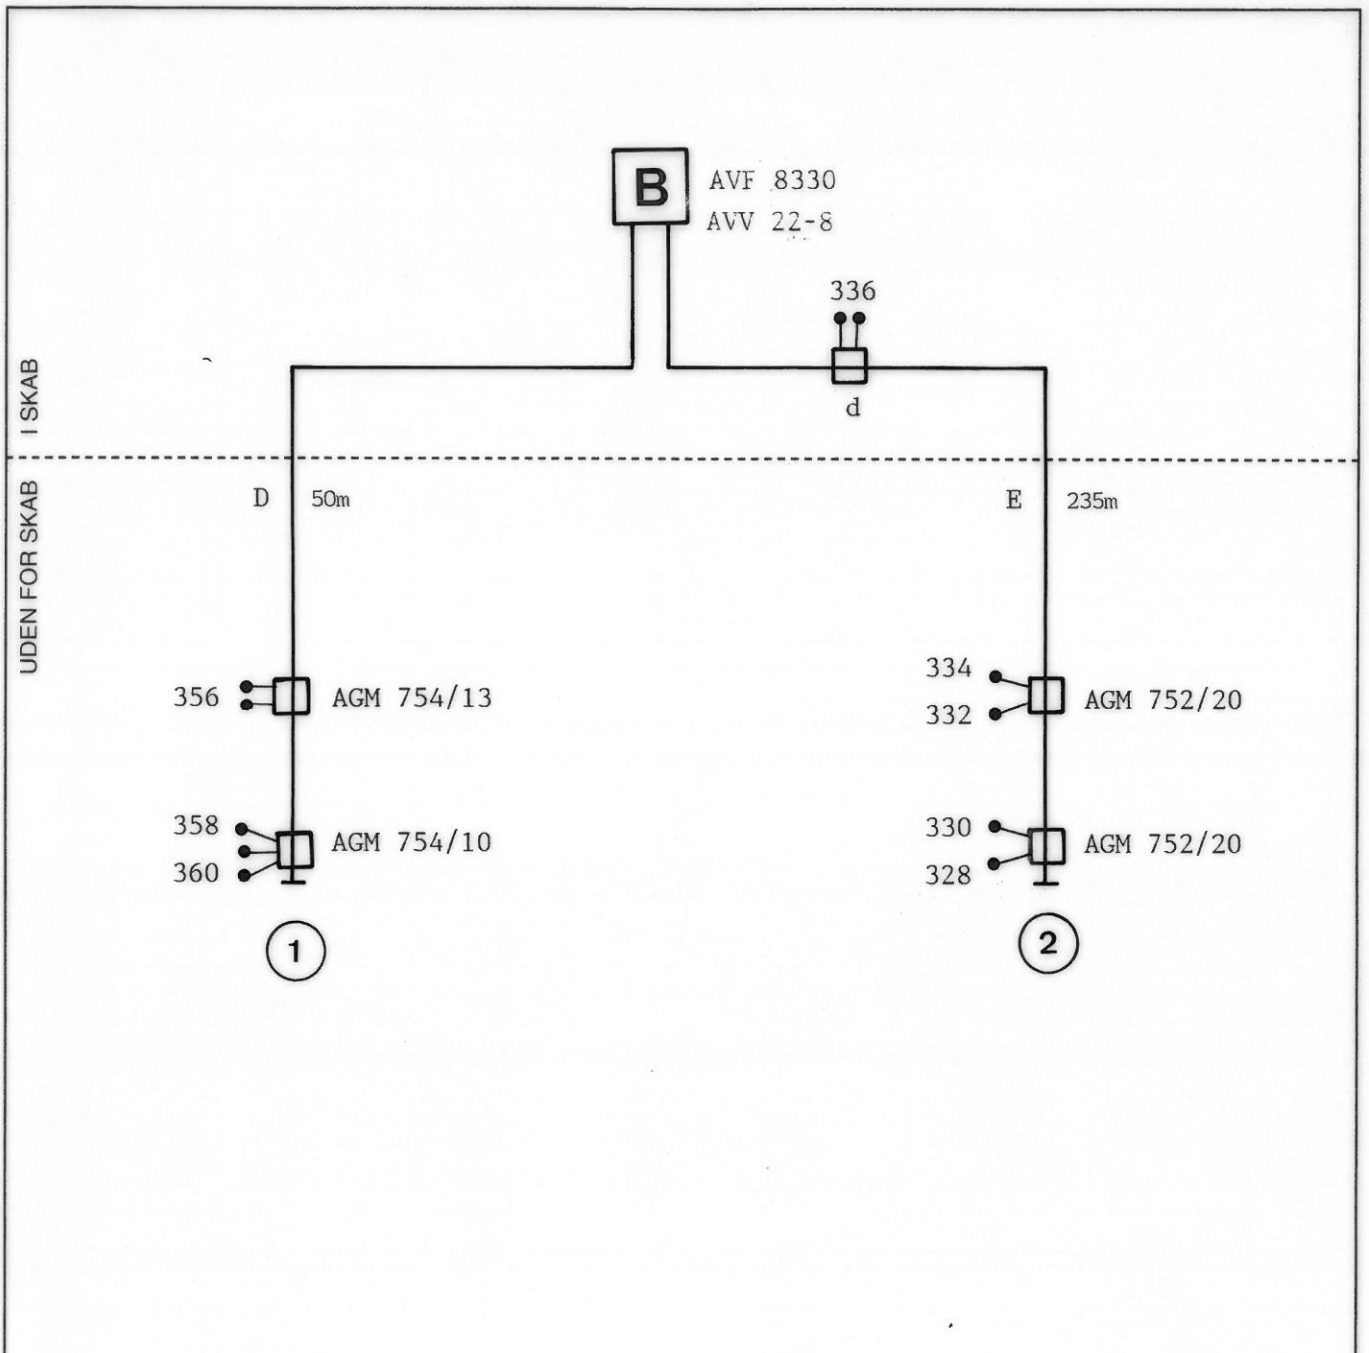 B
AVF 8330
AVV 22-8
336
d
I SKAB
UDEN FOR SKAB
D
50m
E
235m
356
AGM 754/13
334
332
AGM 752/20
358
360
AGM 754/10
330
328
AGM 752/20
1
2